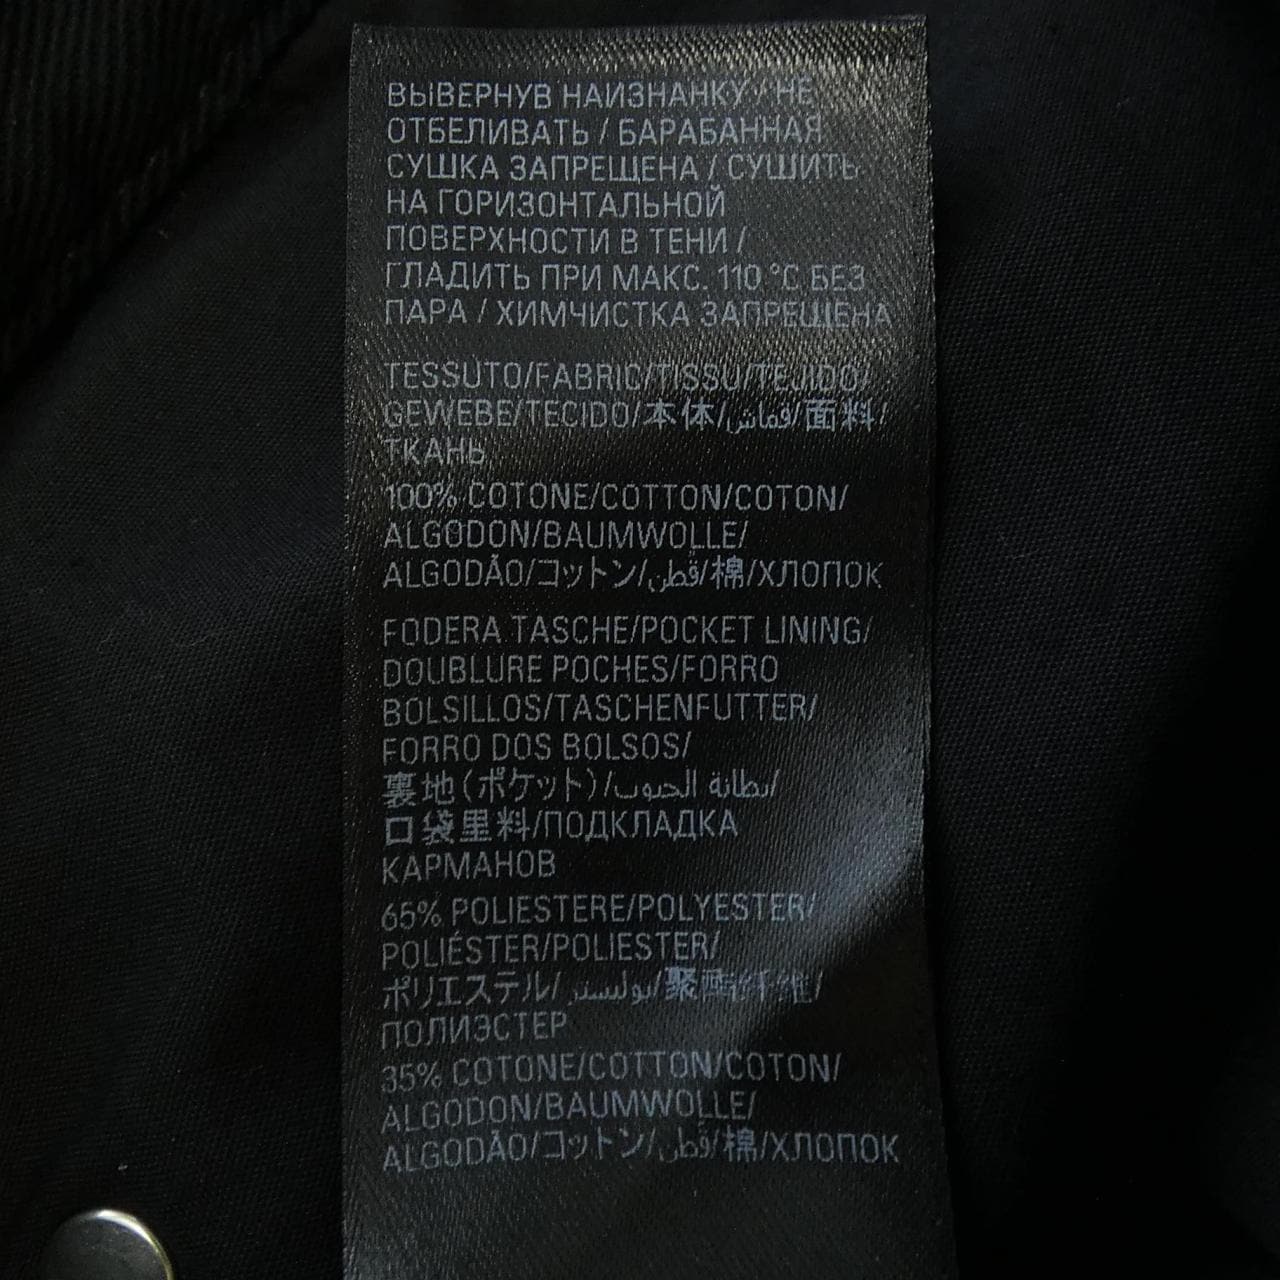 ВЫВЕРНУВ НАИЗНАНКУ / НЕ
ОТБЕЛИВАТЬ / БАРАБАННАЯ
СУШКА ЗАПРЕЩЕНА / СУШИТЬ
НА ГОРИЗОНТАЛЬНОЙ
ПОВЕРХНОСТИ В ТЕНИ /
ГЛАДИТЬ ПРИ МАКС. 110 °C БЕЗ
ПАРА / ХИМЧИСТКА ЗАПРЕЩЕНА
TESSUTO/FABRIC/TISSU/TEJIDO/
GEWEBE/TECIDO/本体/قماش/面料/
ТКАНЬ
100% COTONE/COTTON/COTON/
ALGODON/BAUMWOLLE/
ALGODÃO/コットン/قطن/棉/ХЛОПОК
FODERA TASCHE/POCKET LINING/
DOUBLURE POCHES/FORRO
BOLSILLOS/TASCHENFUTTER/
FORRO DOS BOLSOS/
裏地(ポケット)/بطانة الجيوب/
口袋里料/ПОДКЛАДКА
КАРМАНОВ
65% POLIESTERE/POLYESTER/
POLIÉSTER/POLIESTER/
ポリエステル/بوليستر/聚酯纤维/
ПОЛИЭСТЕР
35% COTONE/COTTON/COTON/
ALGODON/BAUMWOLLE/
ALGODÃO/コットン/قطن/棉/ХЛОПОК